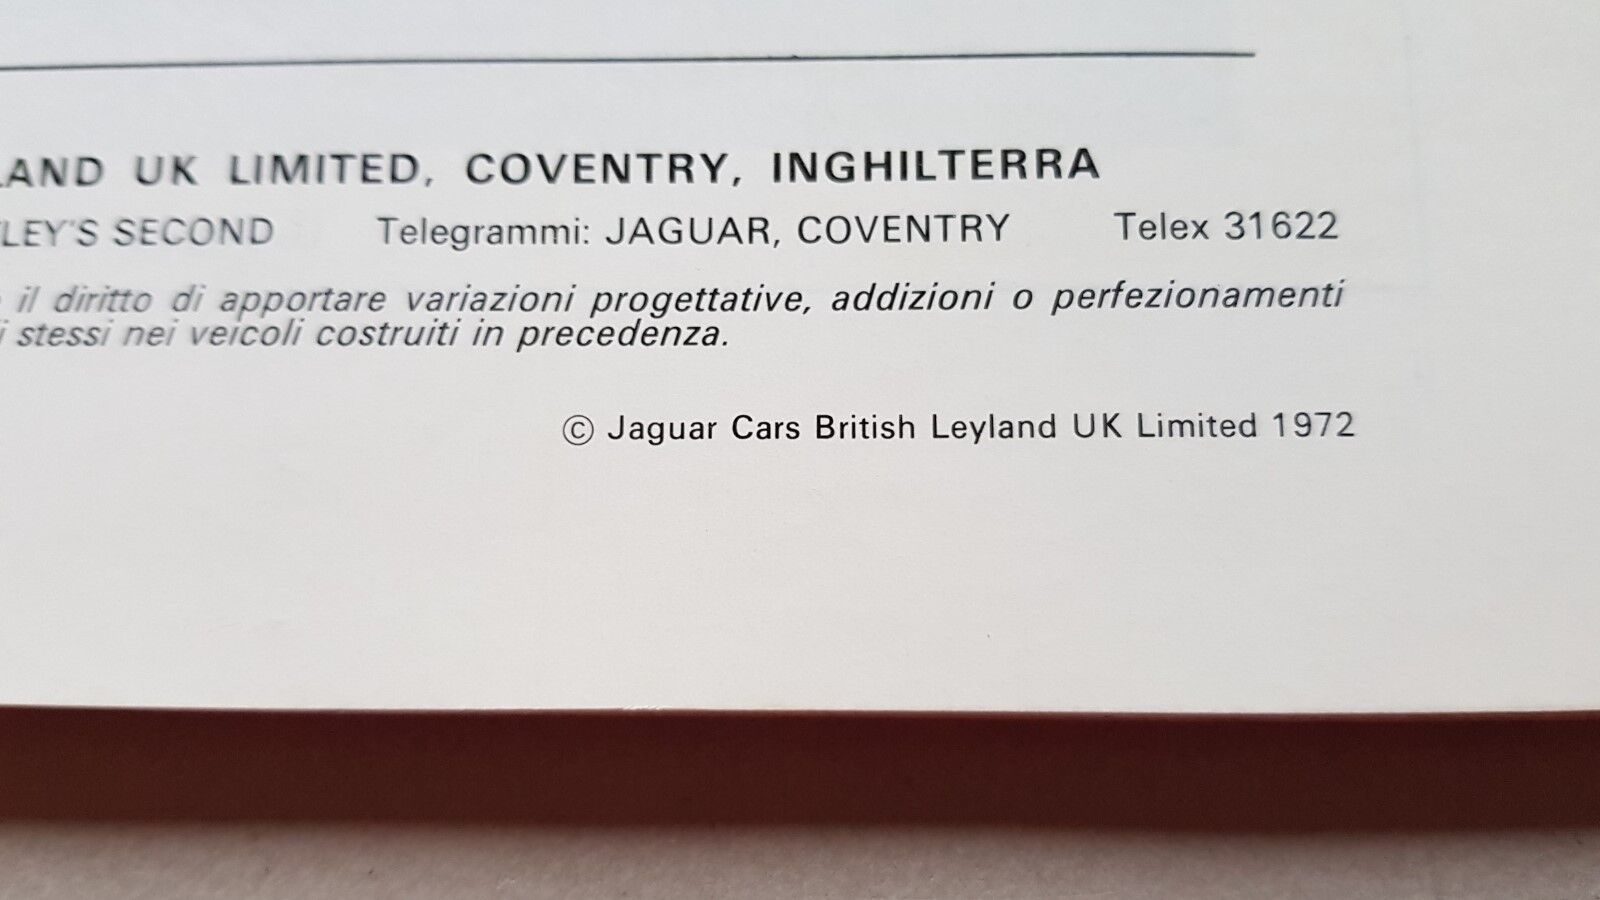 LAND UK LIMITED, COVENTRY, INGHILTERRA
LEY'S SECOND Telegrammi: JAGUAR, COVENTRY Telex 31622
il diritto di apportare variazioni progettative, addizioni o perfezionamenti
i stessi nei veicoli costruiti in precedenza.
© Jaguar Cars British Leyland UK Limited 1972